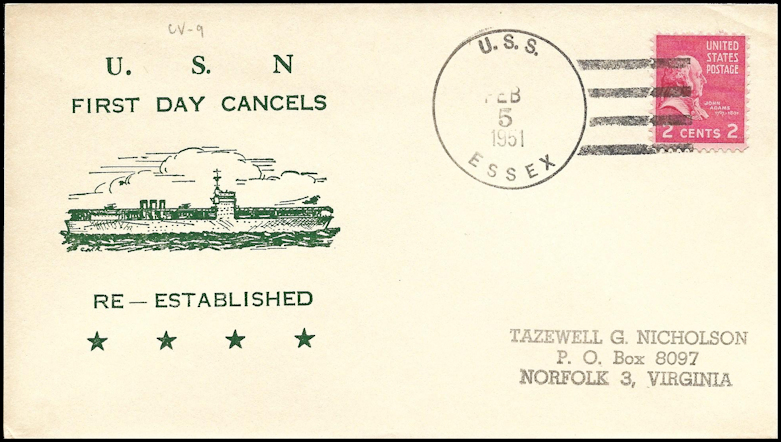 CV-9
U. S. N
FIRST DAY CANCELS
RE — ESTABLISHED
U.S.S.
FEB
5
1951
ESSEX
UNITED
STATES
POSTAGE
JOHN
ADAMS
2 CENTS 2
TAZEWELL G. NICHOLSON
P. O. Box 8097
NORFOLK 3, VIRGINIA